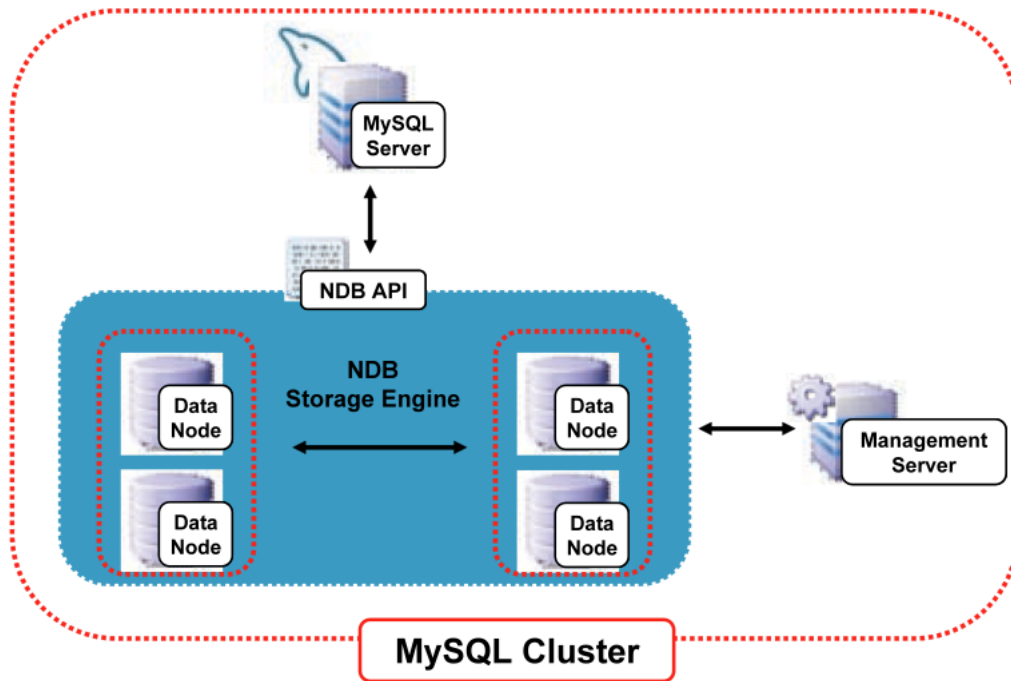 MySQL
Server
NDB API
NDB
Storage Engine
Data
Node
Data
Node
Data
Node
Data
Node
Management
Server
MySQL Cluster